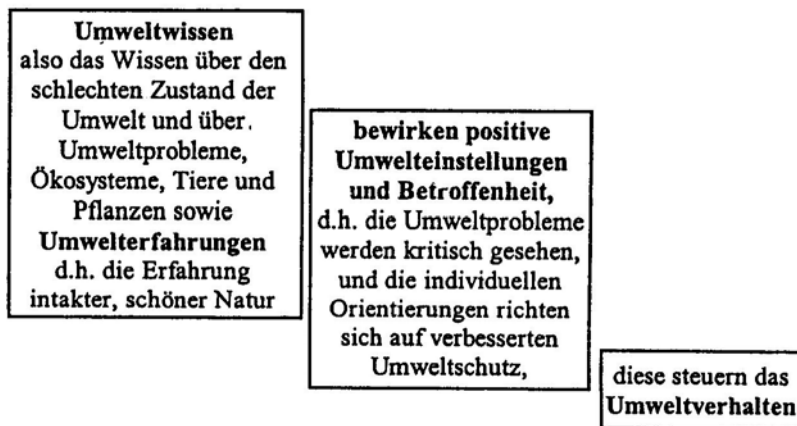 Umweltwissen
also das Wissen über den
schlechten Zustand der
Umwelt und über.
Umweltprobleme,
Ökosysteme, Tiere und
Pflanzen sowie
Umwelterfahrungen
d.h. die Erfahrung
intakter, schöner Natur
bewirken positive
Umwelteinstellungen
und Betroffenheit,
d.h. die Umweltprobleme
werden kritisch gesehen,
und die individuellen
Orientierungen richten
sich auf verbesserten
Umweltschutz,
diese steuern das
Umweltverhalten